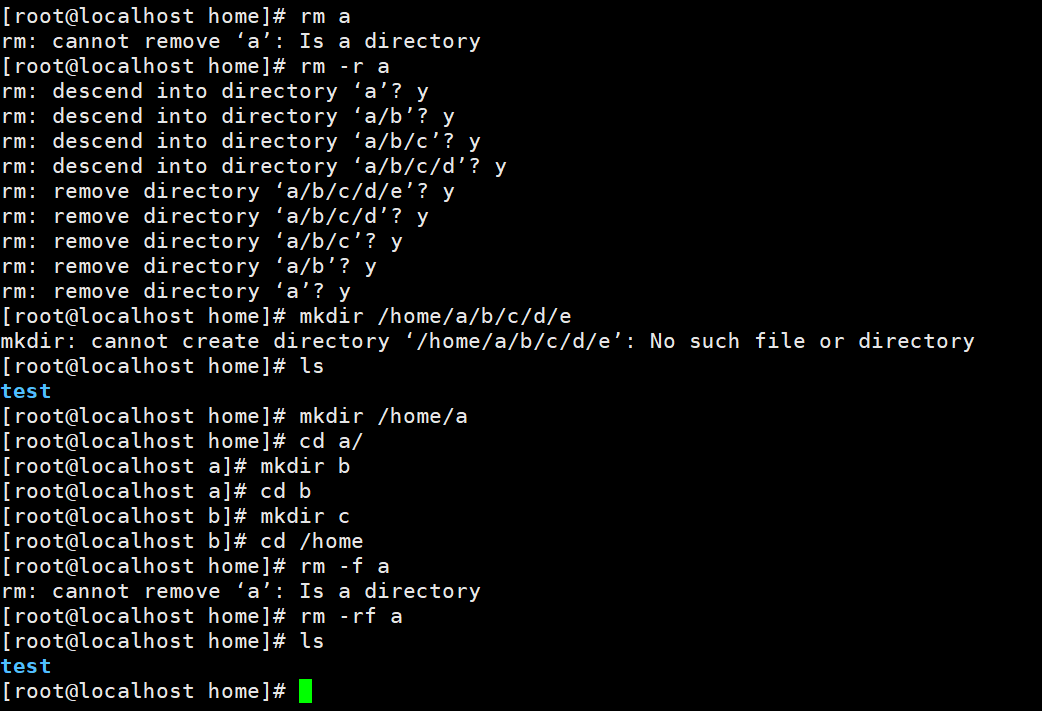 [root@localhost home]# rm a
rm: cannot remove ‘a’: Is a directory
[root@localhost home]# rm -r a
rm: descend into directory ‘a’? y
rm: descend into directory ‘a/b’? y
rm: descend into directory ‘a/b/c’? y
rm: descend into directory ‘a/b/c/d’? y
rm: remove directory ‘a/b/c/d/e’? y
rm: remove directory ‘a/b/c/d’? y
rm: remove directory ‘a/b/c’? y
rm: remove directory ‘a/b’? y
rm: remove directory ‘a’? y
[root@localhost home]# mkdir /home/a/b/c/d/e
mkdir: cannot create directory ‘/home/a/b/c/d/e’: No such file or directory
[root@localhost home]# ls
test
[root@localhost home]# mkdir /home/a
[root@localhost home]# cd a/
[root@localhost a]# mkdir b
[root@localhost a]# cd b
[root@localhost b]# mkdir c
[root@localhost b]# cd /home
[root@localhost home]# rm -f a
rm: cannot remove ‘a’: Is a directory
[root@localhost home]# rm -rf a
[root@localhost home]# ls
test
[root@localhost home]#